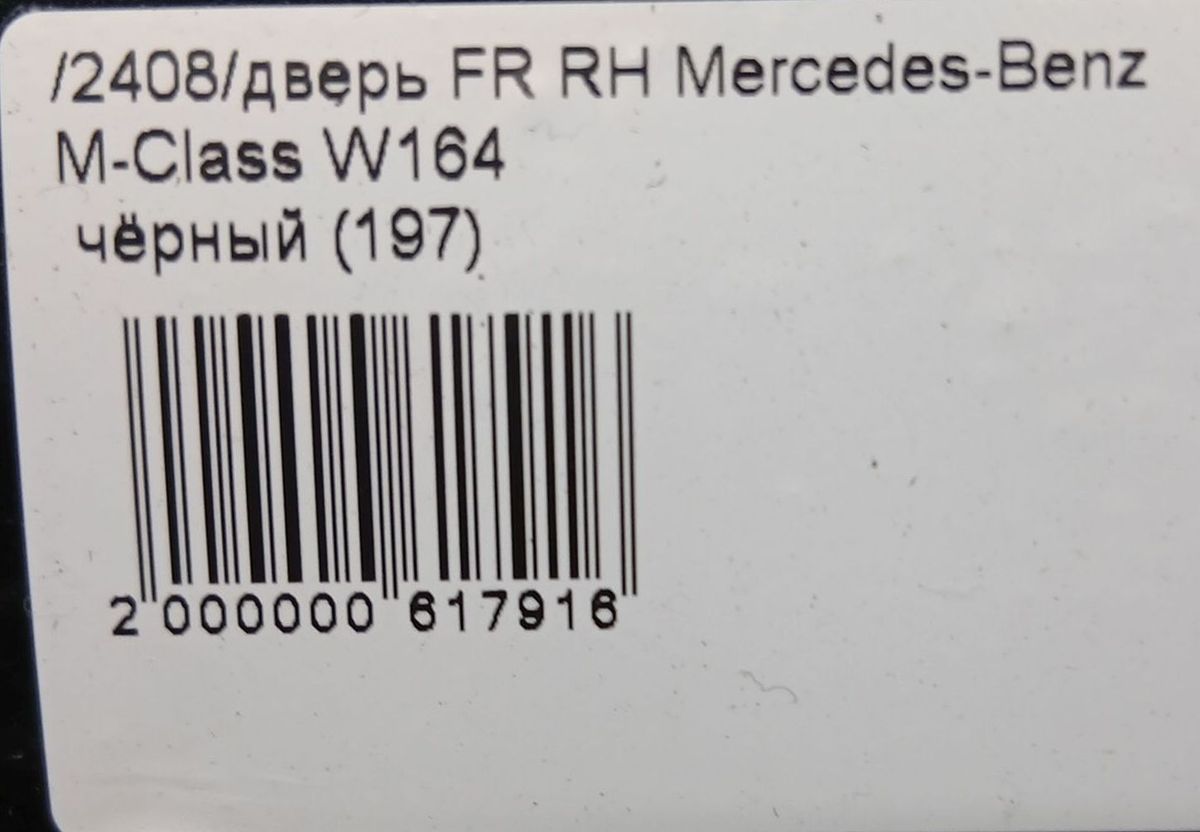 /2408/дверь FR RH Mercedes-Benz
M-Class W164
чёрный (197)
2 000000 617916